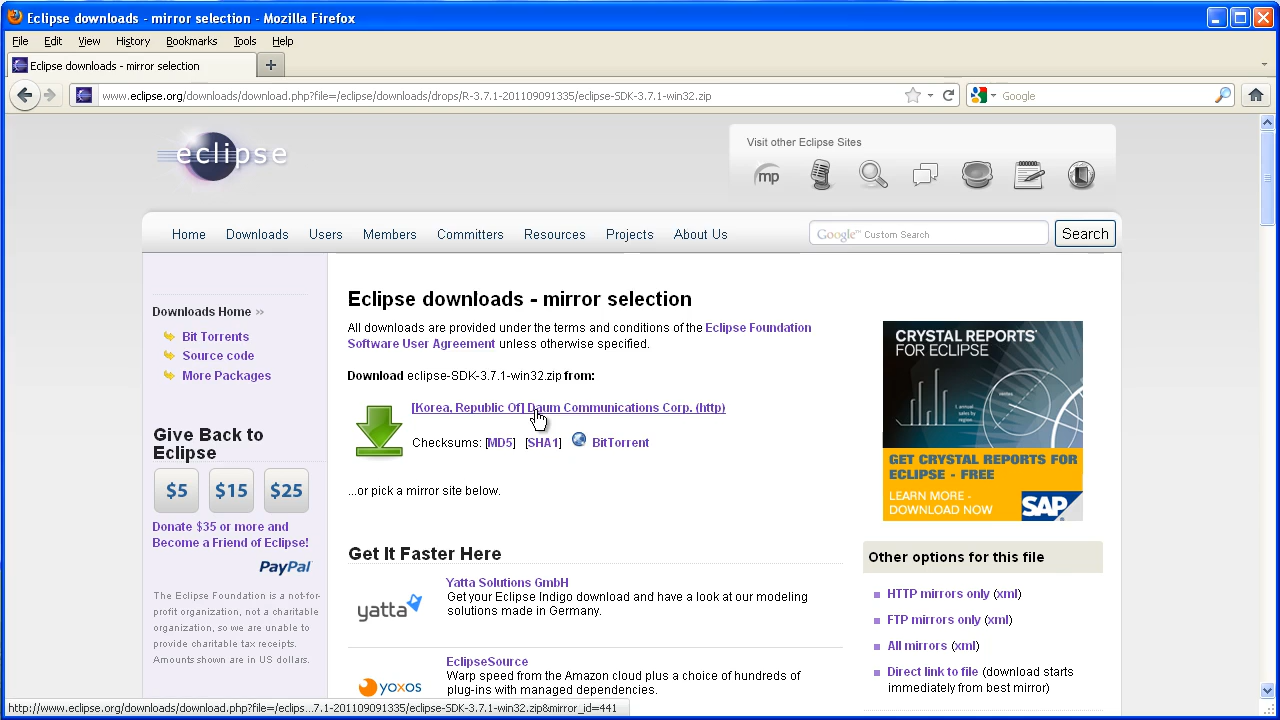 Eclipse downloads - mirror selection - Mozilla Firefox
File Edit View History Bookmarks Tools Help
Eclipse downloads - mirror selection
www.eclipse.org/downloads/download.php?file=/eclipse/downloads/drops/R-3.7.1-201109091335/eclipse-SDK-3.7.1-win32.zip
Google
eclipse
Visit other Eclipse Sites
mp
Home Downloads Users Members Committers Resources Projects About Us
Google™ Custom Search
Search
Downloads Home »
Bit Torrents
Source code
More Packages
Give Back to
Eclipse
$5 $15 $25
Donate $35 or more and
Become a Friend of Eclipse!
PayPal
The Eclipse Foundation is a not-for-
profit organization, not a charitable
organization, so we are unable to
provide charitable tax receipts.
Amounts shown are in US dollars.
Eclipse downloads - mirror selection
All downloads are provided under the terms and conditions of the Eclipse Foundation
Software User Agreement unless otherwise specified.
Download eclipse-SDK-3.7.1-win32.zip from:
[Korea, Republic Of] Daum Communications Corp. (http)
Checksums: [MD5] [SHA1] BitTorrent
...or pick a mirror site below.
Get It Faster Here
yatta
Yatta Solutions GmbH
Get your Eclipse Indigo download and have a look at our modeling
solutions made in Germany.
yoxos
EclipseSource
Warp speed from the Amazon cloud plus a choice of hundreds of
plug-ins with managed dependencies.
CRYSTAL REPORTS®
FOR ECLIPSE
GET CRYSTAL REPORTS FOR
ECLIPSE - FREE
LEARN MORE -
DOWNLOAD NOW
SAP
Other options for this file
HTTP mirrors only (xml)
FTP mirrors only (xml)
All mirrors (xml)
Direct link to file (download starts
immediately from best mirror)
http://www.eclipse.org/downloads/download.php?file=/eclips...7.1-201109091335/eclipse-SDK-3.7.1-win32.zip&mirror_id=441